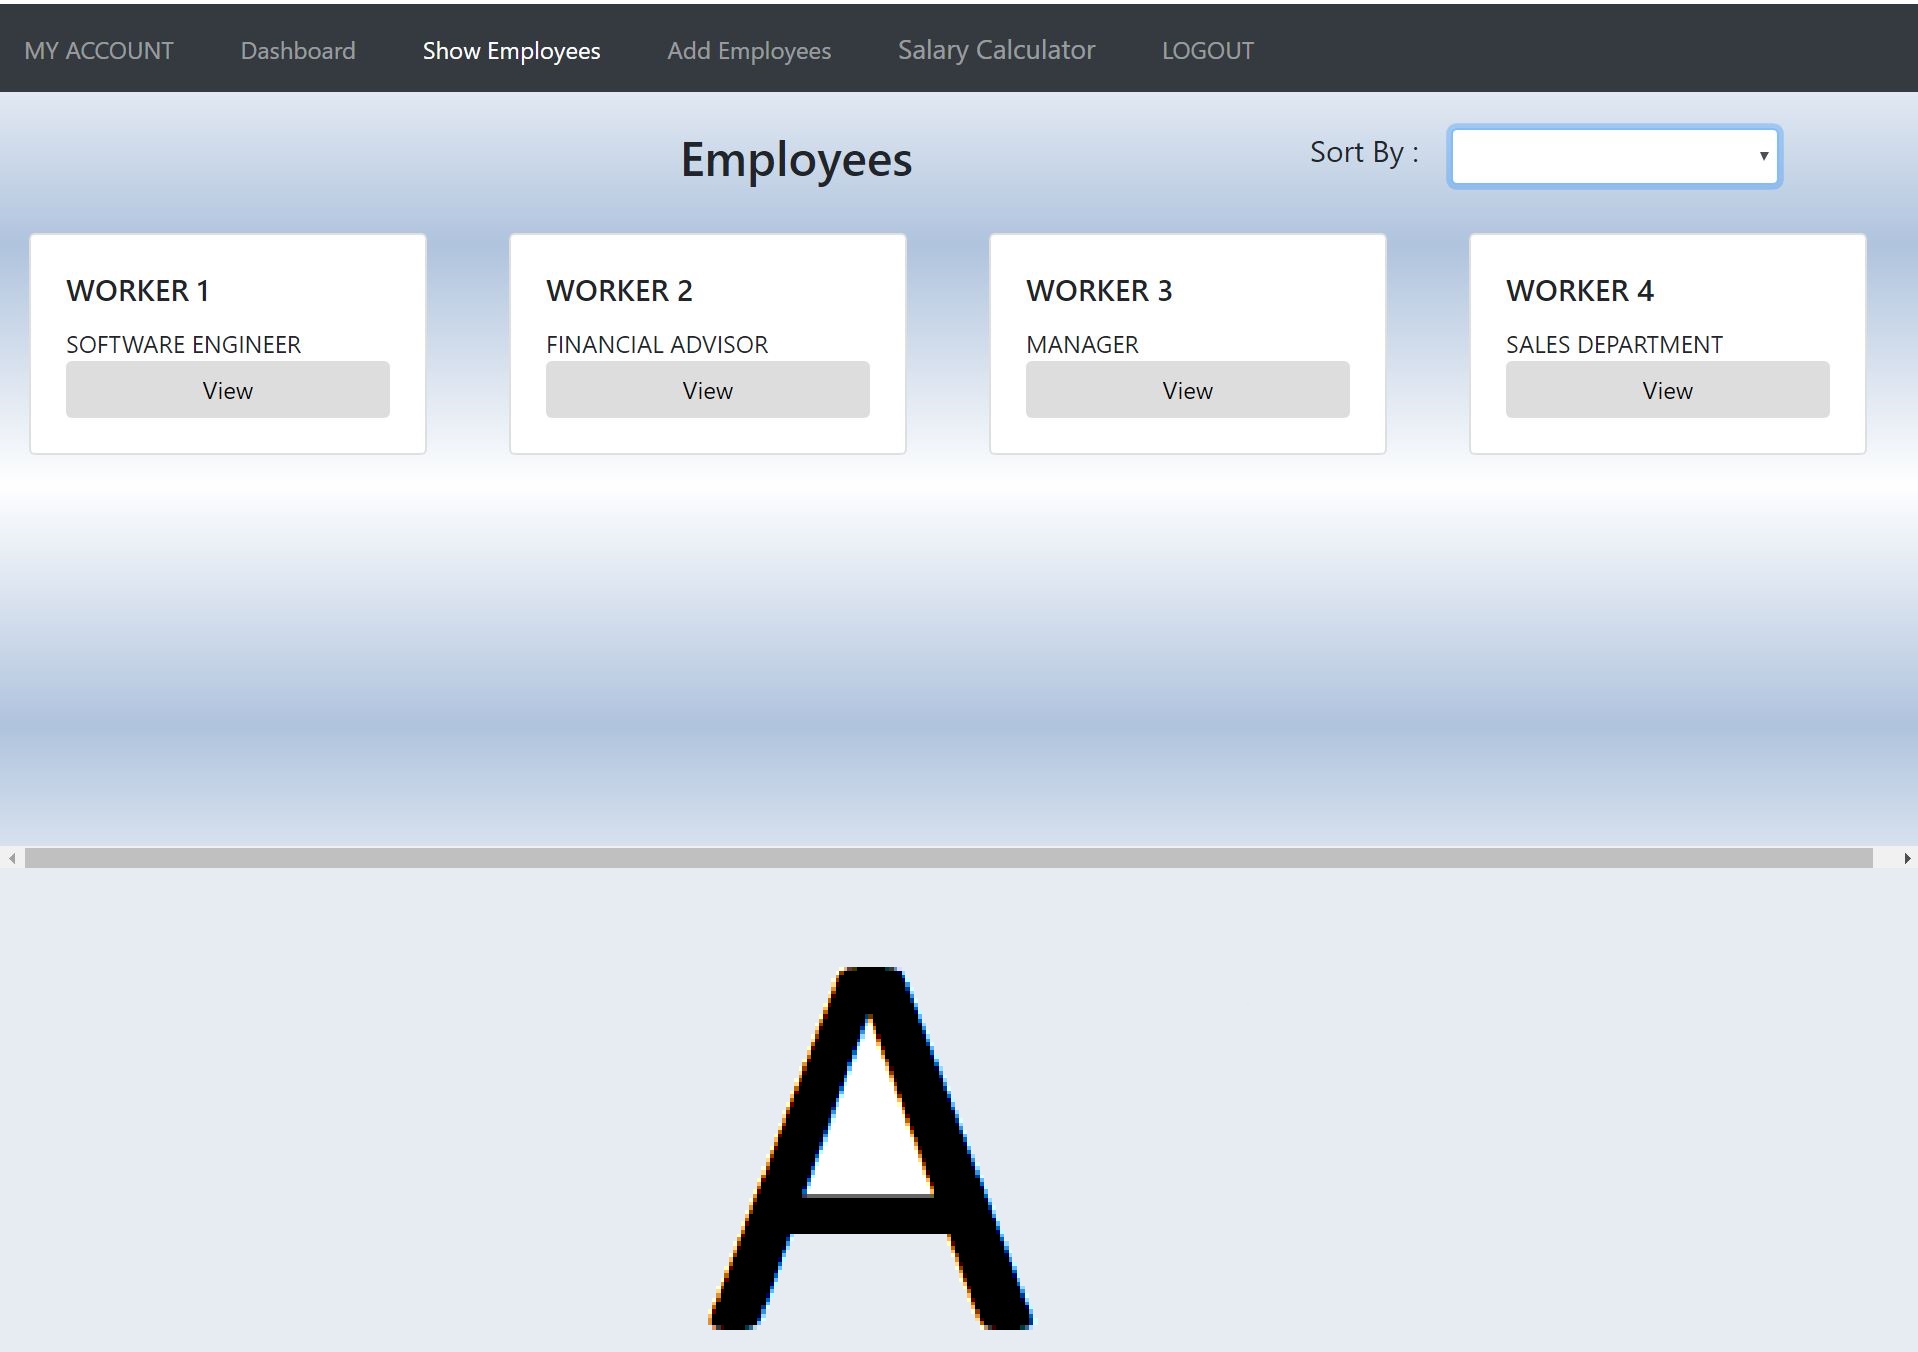 MY ACCOUNT Dashboard Show Employees Add Employees Salary Calculator LOGOUT
Employees Sort By :
WORKER 1
SOFTWARE ENGINEER
View
WORKER 2
FINANCIAL ADVISOR
View
WORKER 3
MANAGER
View
WORKER 4
SALES DEPARTMENT
View
A